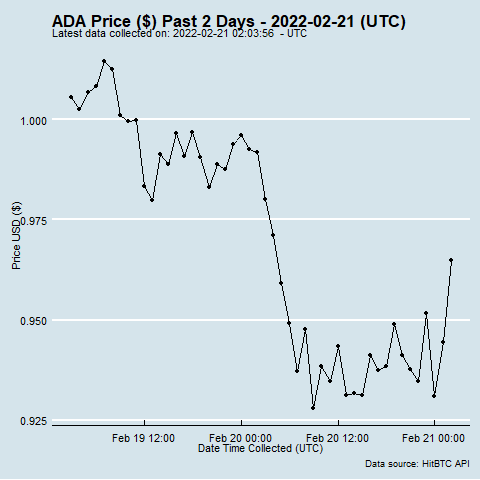 ADA Price ($) Past 2 Days - 2022-02-21 (UTC)
Latest data collected on: 2022-02-21 02:03:56 - UTC
Price USD ($)
1.000
0.975
0.950
0.925
Feb 19 12:00 Feb 20 00:00 Feb 20 12:00 Feb 21 00:00
Date Time Collected (UTC)
Data source: HitBTC API